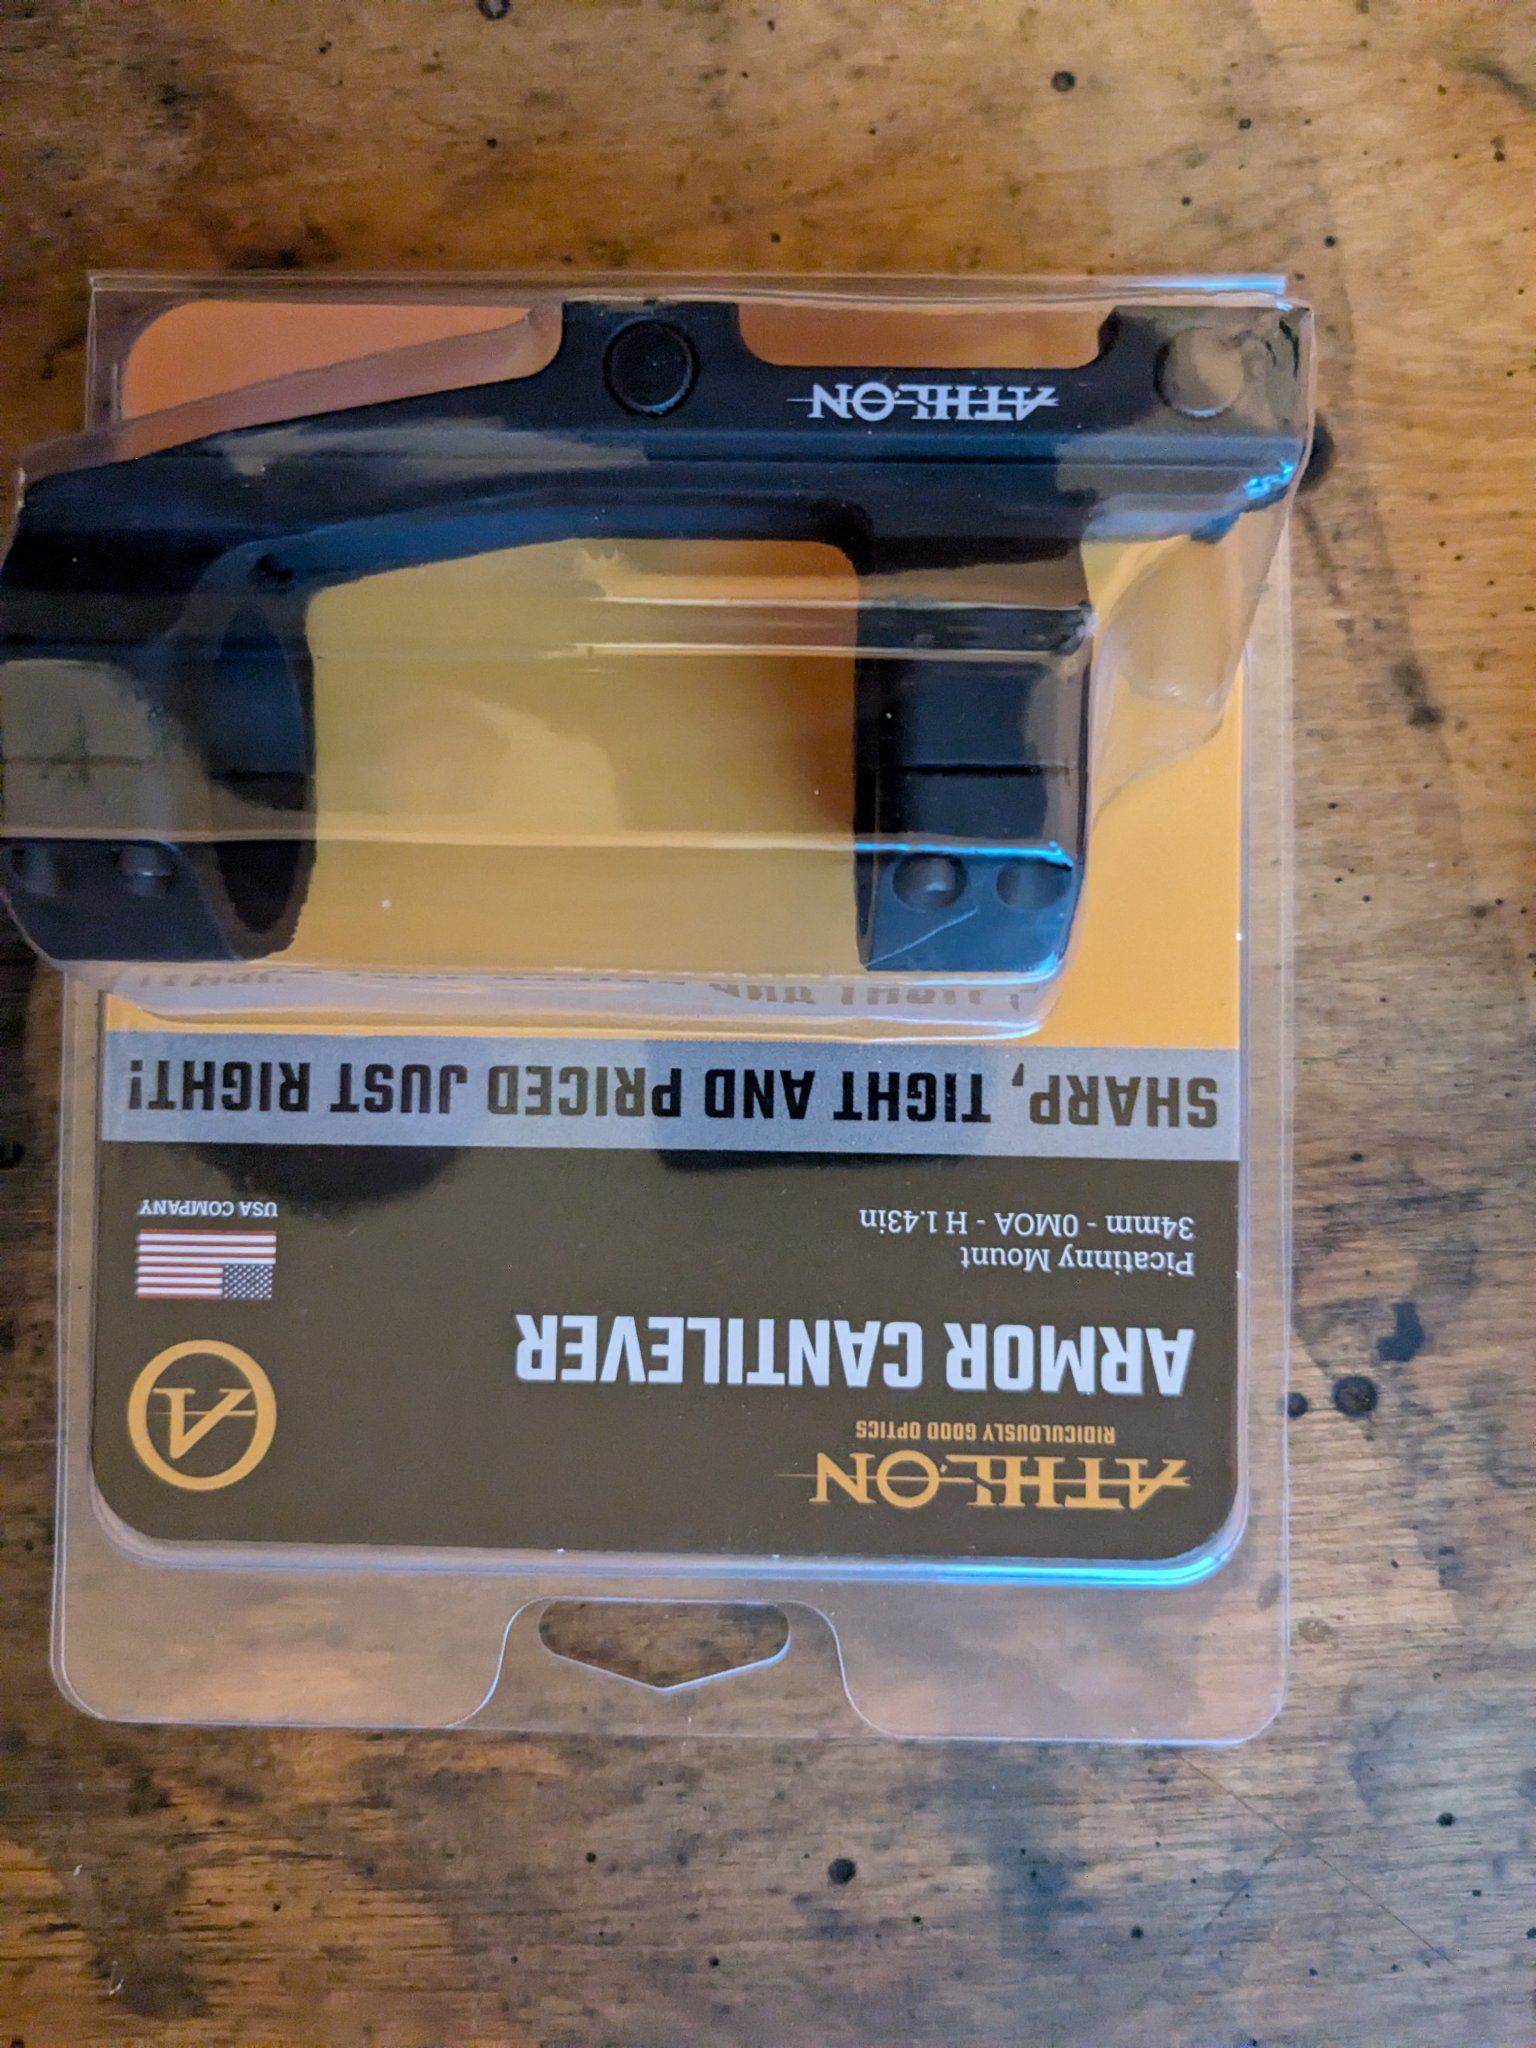 ATHLON
RIDICULOUSLY GOOD OPTICS
ARMOR CANTILEVER
Picatinny Mount
34mm - 0MOA - H 1.43in
USA COMPANY
SHARP, TIGHT AND PRICED JUST RIGHT!
ATHLON